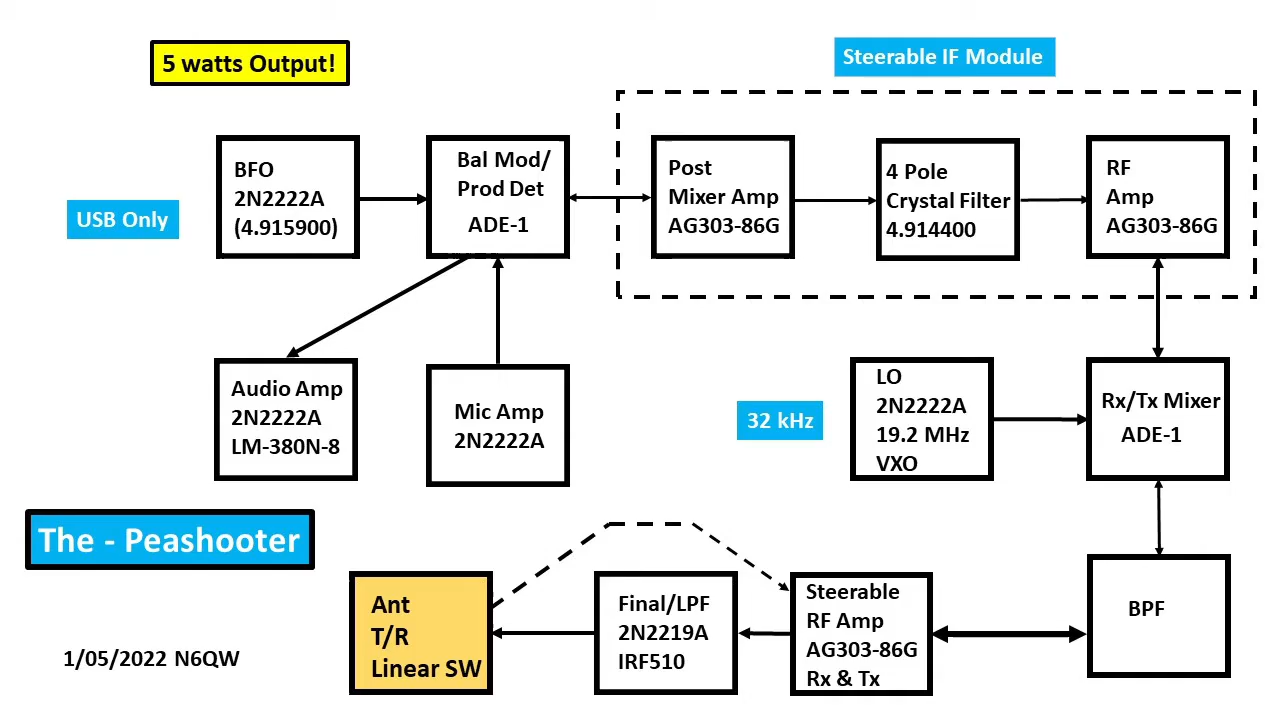 5 watts Output!
Steerable IF Module
BFO
2N2222A
(4.915900)
Bal Mod/
Prod Det
ADE-1
Post
Mixer Amp
AG303-86G
4 Pole
Crystal Filter
4.914400
RF
Amp
AG303-86G
USB Only
Audio Amp
2N2222A
LM-380N-8
Mic Amp
2N2222A
32 kHz
LO
2N2222A
19.2 MHz
VXO
Rx/Tx Mixer
ADE-1
The - Peashooter
Ant
T/R
Linear SW
Final/LPF
2N2219A
IRF510
Steerable
RF Amp
AG303-86G
Rx & Tx
BPF
1/05/2022 N6QW